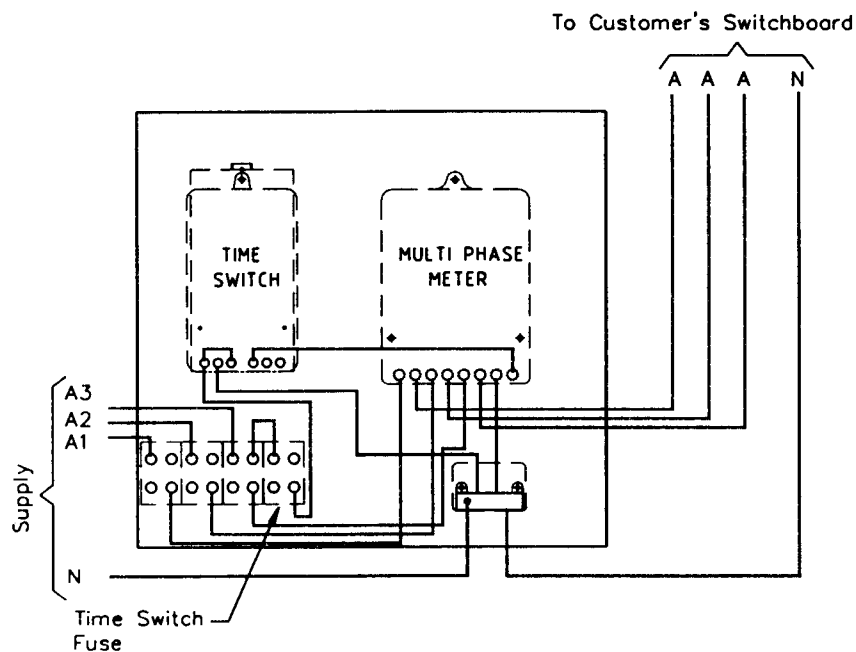 To Customer's Switchboard
A A A N
TIME
SWITCH
MULTI PHASE
METER
A3
A2
A1
Supply
N
Time Switch
Fuse